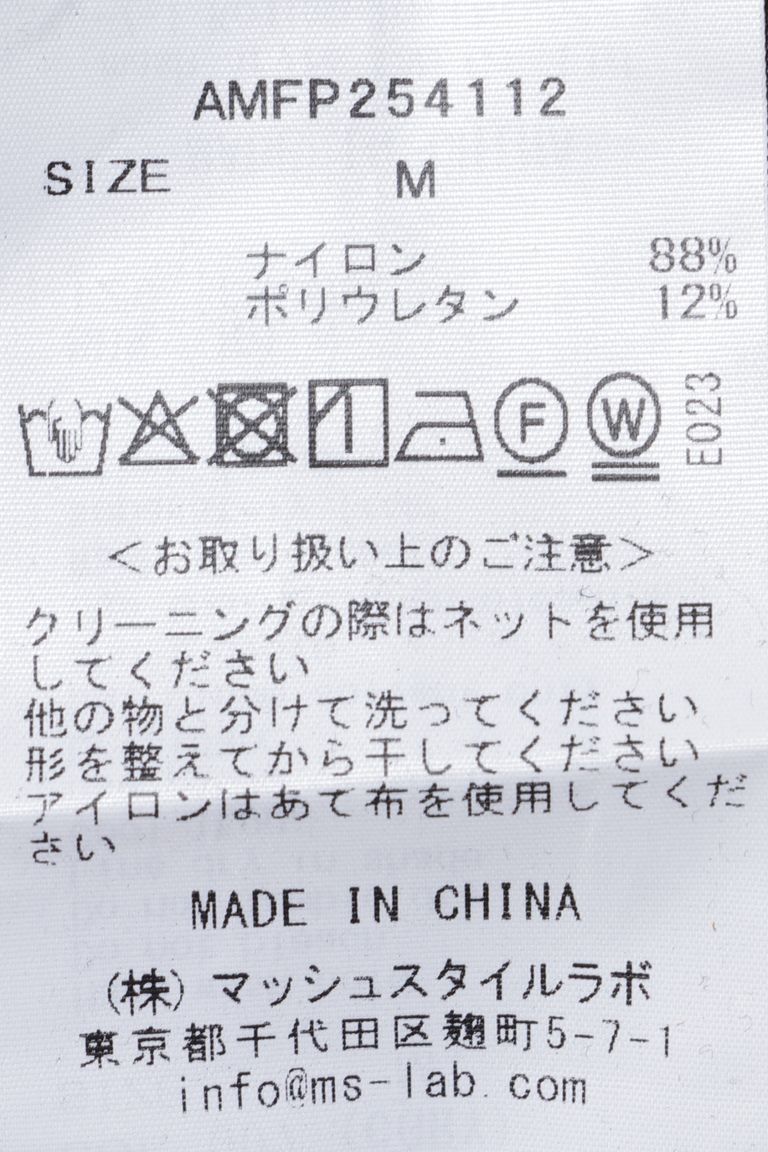 AMFP254112
SIZE M
ナイロン 88%
ポリウレタン 12%
F W E023
＜お取り扱い上のご注意＞
クリーニングの際はネットを使用
してください
他の物と分けて洗ってください
形を整えてから干してください
アイロンはあて布を使用してくだ
さい
MADE IN CHINA
(株)マッシュスタイルラボ
東京都千代田区麹町5-7-1
info@ms-lab.com